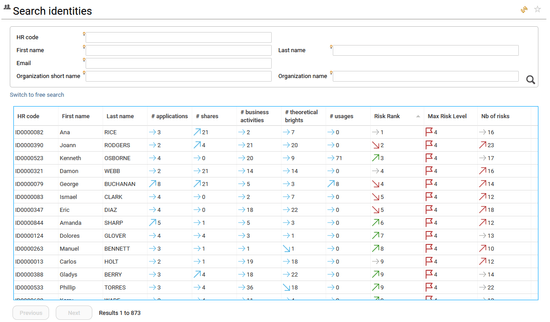 Search identities
HR code
First name
Last name
Email
Organization short name
Organization name
Switch to free search
HR code First name Last name # applications # shares # business activities # theoretical brights # usages Risk Rank Max Risk Level Nb of risks
ID0000082 Ana RICE 3 21 2 7 0 1 4 16
ID0000390 Joann RODGERS 2 4 21 20 0 2 4 23
ID0000523 Kenneth OSBORNE 4 0 20 9 71 3 4 17
ID0000321 Damon WEBB 2 21 14 14 0 4 4 16
ID0000079 George BUCHANAN 8 21 5 3 8 4 4 14
ID0000083 Ismael CLARK 4 0 2 7 0 5 4 12
ID0000347 Eric DIAZ 4 0 18 22 0 5 4 18
ID0000844 Amanda SHARP 5 1 5 3 0 6 4 12
ID0000124 Dolores GLOVER 4 4 3 1 0 7 4 13
ID0000263 Manuel BENNETT 3 1 1 1 0 8 4 10
ID0000013 Carlos HOLT 2 1 19 18 0 9 4 12
ID0000388 Gladys BERRY 3 4 18 22 0 9 4 14
ID0000533 Phillip TORRES 3 4 36 18 0 9 4 22
Previous
Next
Results 1 to 873